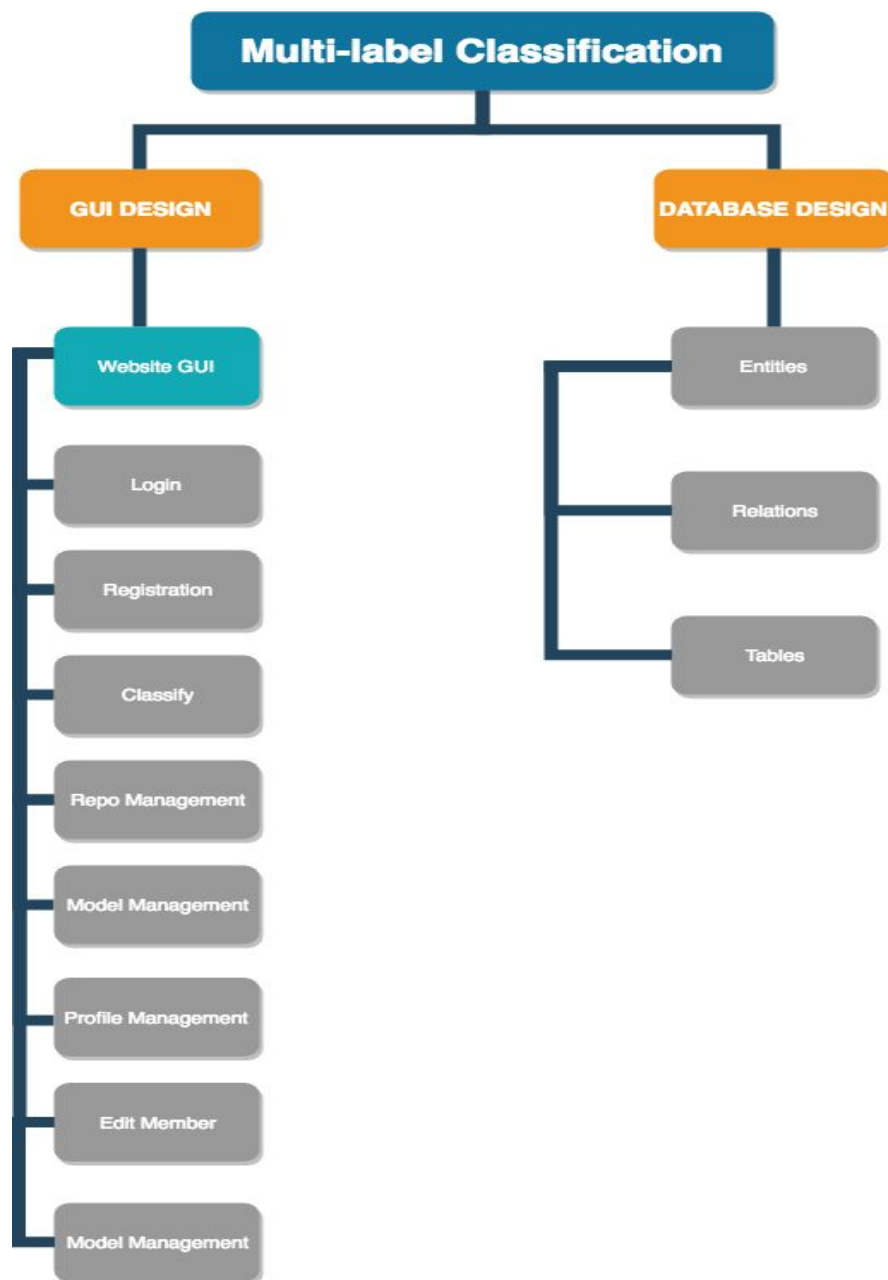 Multi-label Classification
GUI DESIGN
DATABASE DESIGN
Website GUI
Login
Registration
Classify
Repo Management
Model Management
Profile Management
Edit Member
Model Management
Entities
Relations
Tables